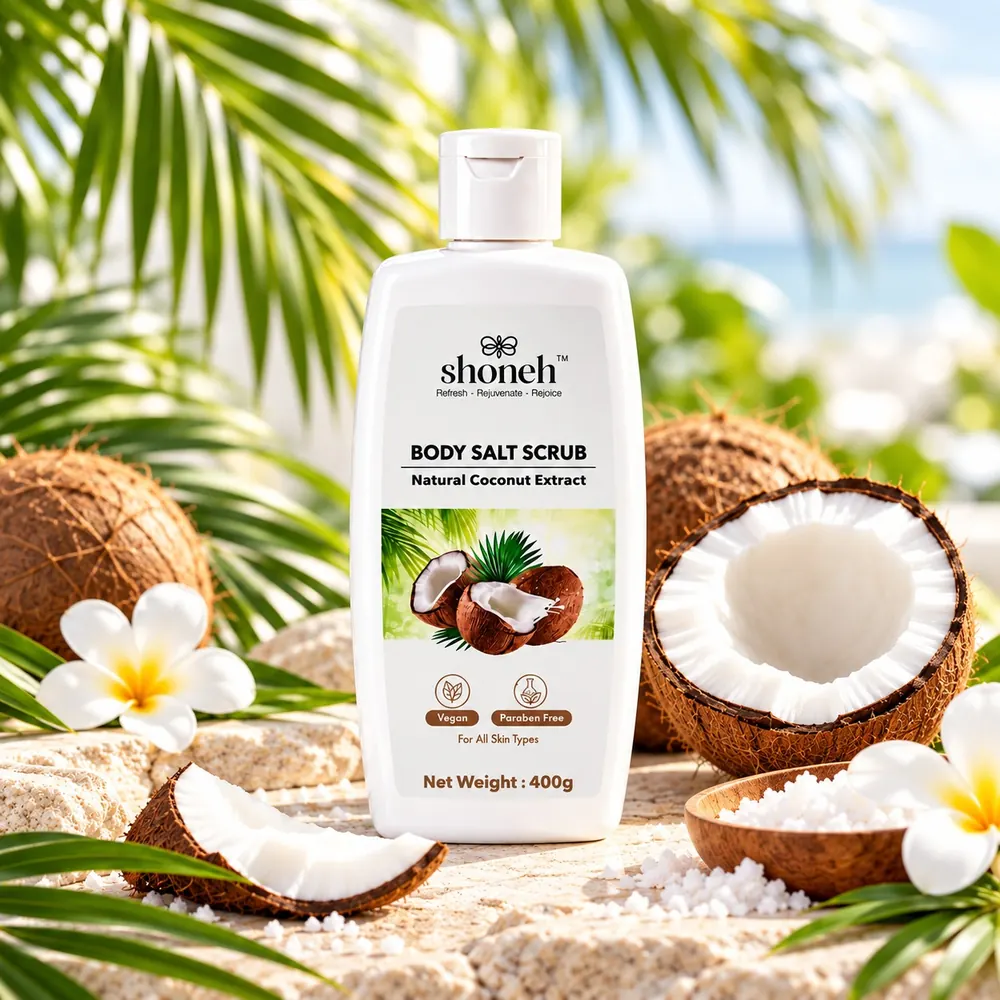 shoneh™
Refresh - Rejuvenate - Rejoice
BODY SALT SCRUB
Natural Coconut Extract
Vegan
Paraben Free
For All Skin Types
Net Weight : 400g